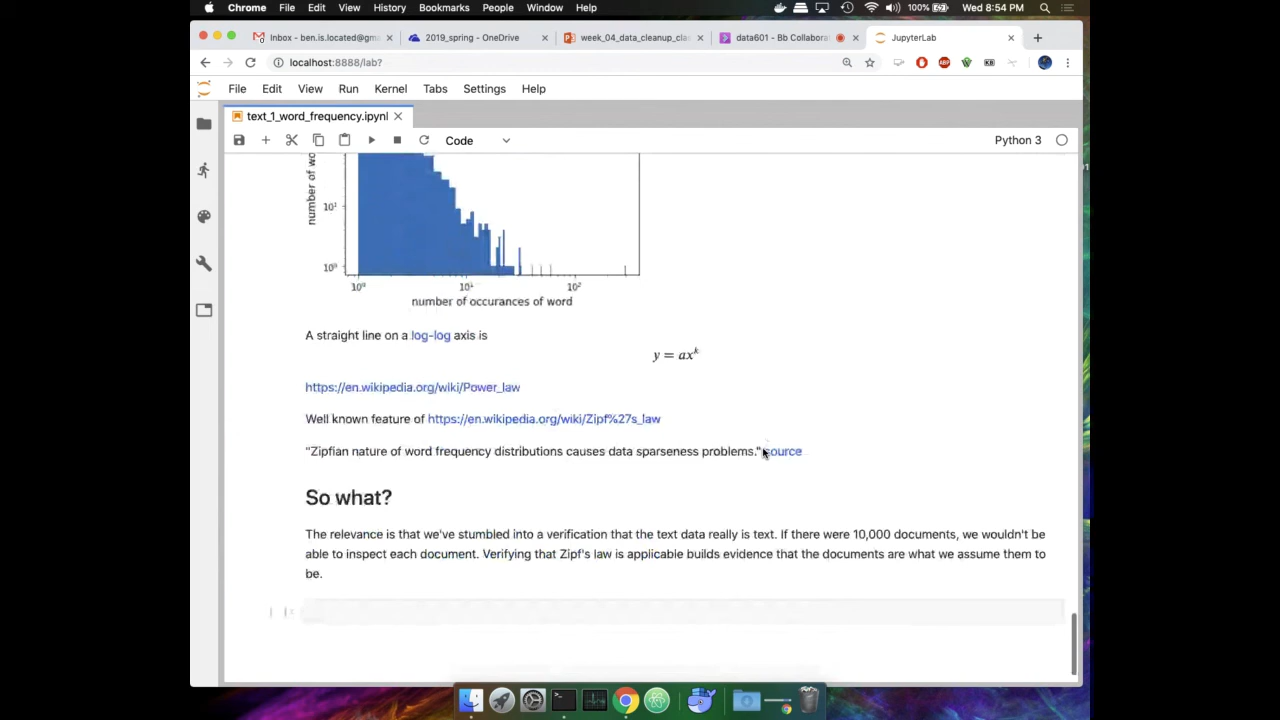 Chrome File Edit View History Bookmarks People Window Help 100% Wed 8:54 PM
Inbox - ben.is.located@gm 2019_spring - OneDrive week_04_data_cleanup_cla data601 - Bb Collabora JupyterLab
localhost:8888/lab?
File Edit View Run Kernel Tabs Settings Help
text_1_word_frequency.ipynl
Code Python 3
number of wo
10¹
10⁰
10⁰ 10¹ 10²
number of occurances of word
A straight line on a log-log axis is
y = axᵏ
https://en.wikipedia.org/wiki/Power_law
Well known feature of https://en.wikipedia.org/wiki/Zipf%27s_law
"Zipfian nature of word frequency distributions causes data sparseness problems." source
So what?
The relevance is that we've stumbled into a verification that the text data really is text. If there were 10,000 documents, we wouldn't be
able to inspect each document. Verifying that Zipf's law is applicable builds evidence that the documents are what we assume them to
be.
[ ]: